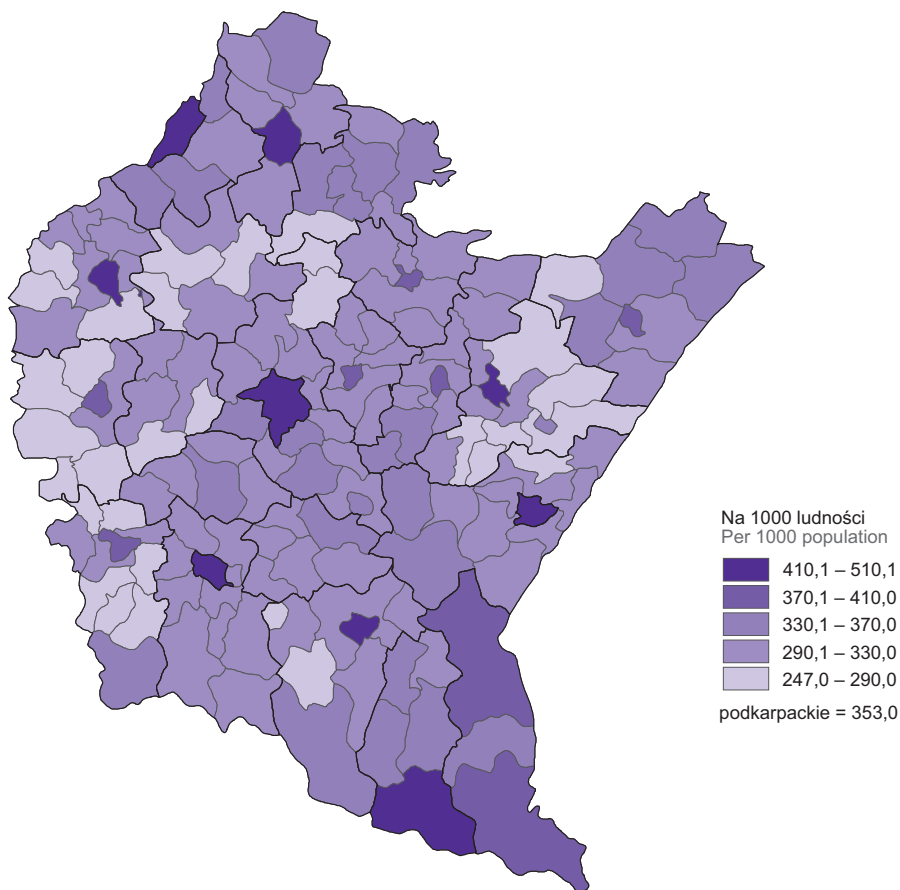 Na 1000 ludności
Per 1000 population
410,1 – 510,1
370,1 – 410,0
330,1 – 370,0
290,1 – 330,0
247,0 – 290,0
podkarpackie = 353,0